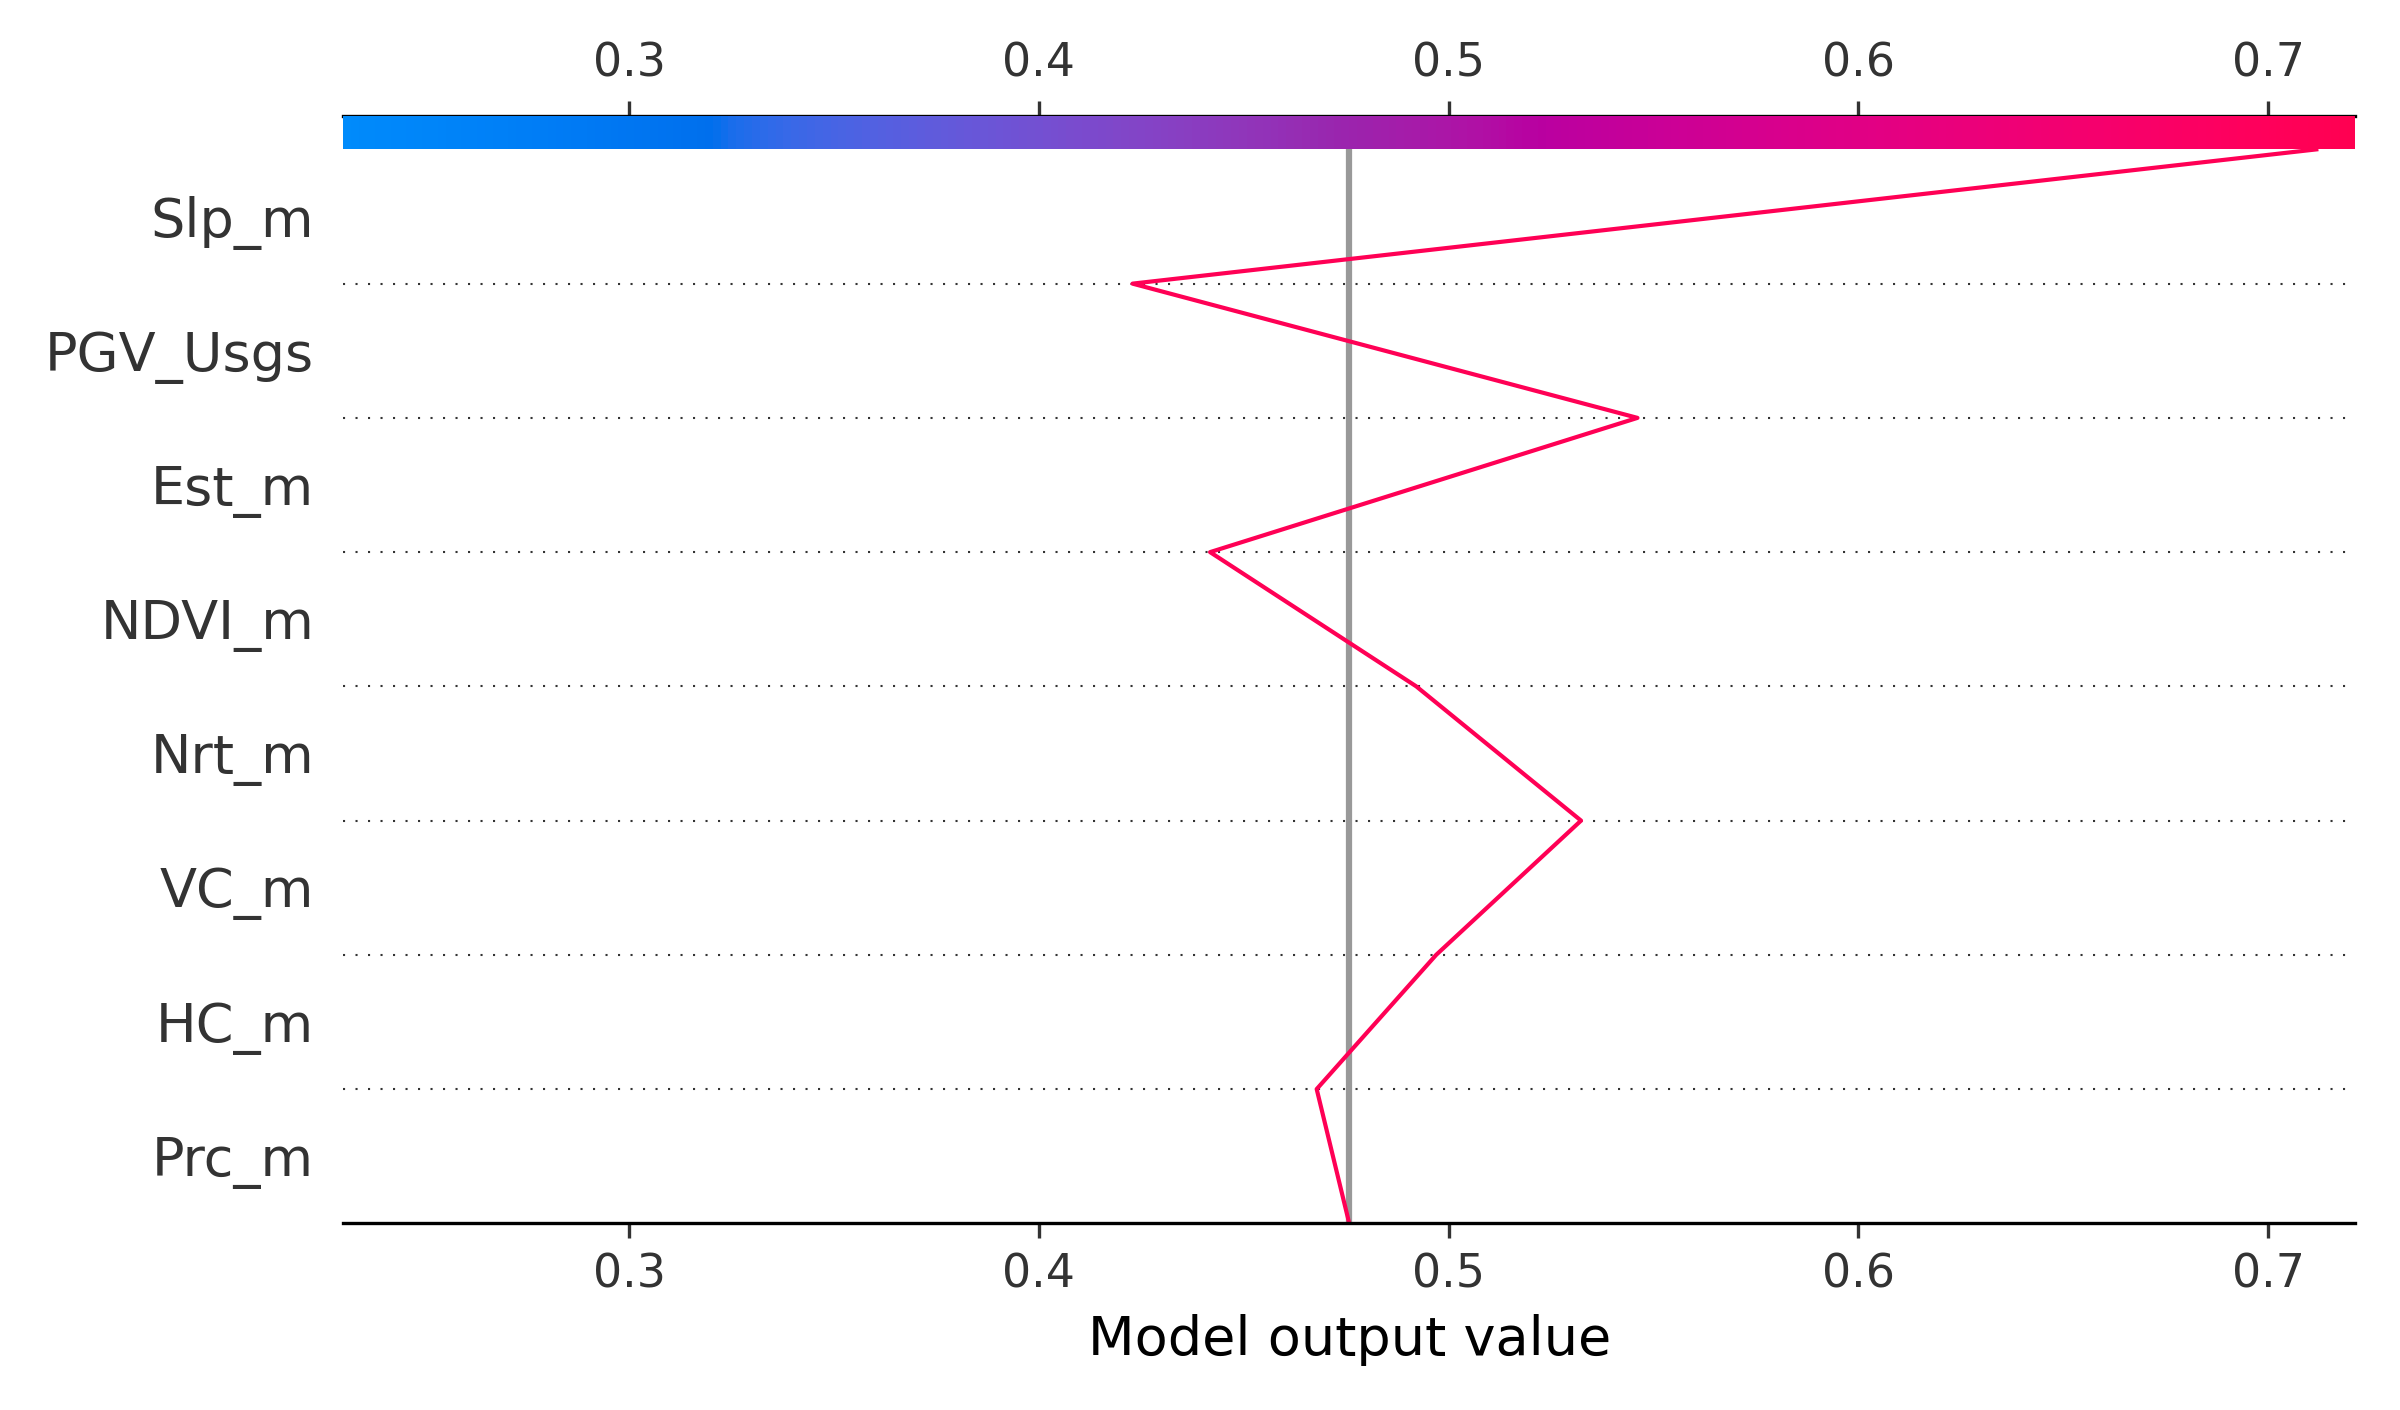 0.3 0.4 0.5 0.6 0.7
Slp_m
PGV_Usgs
Est_m
NDVI_m
Nrt_m
VC_m
HC_m
Prc_m
0.3 0.4 0.5 0.6 0.7
Model output value